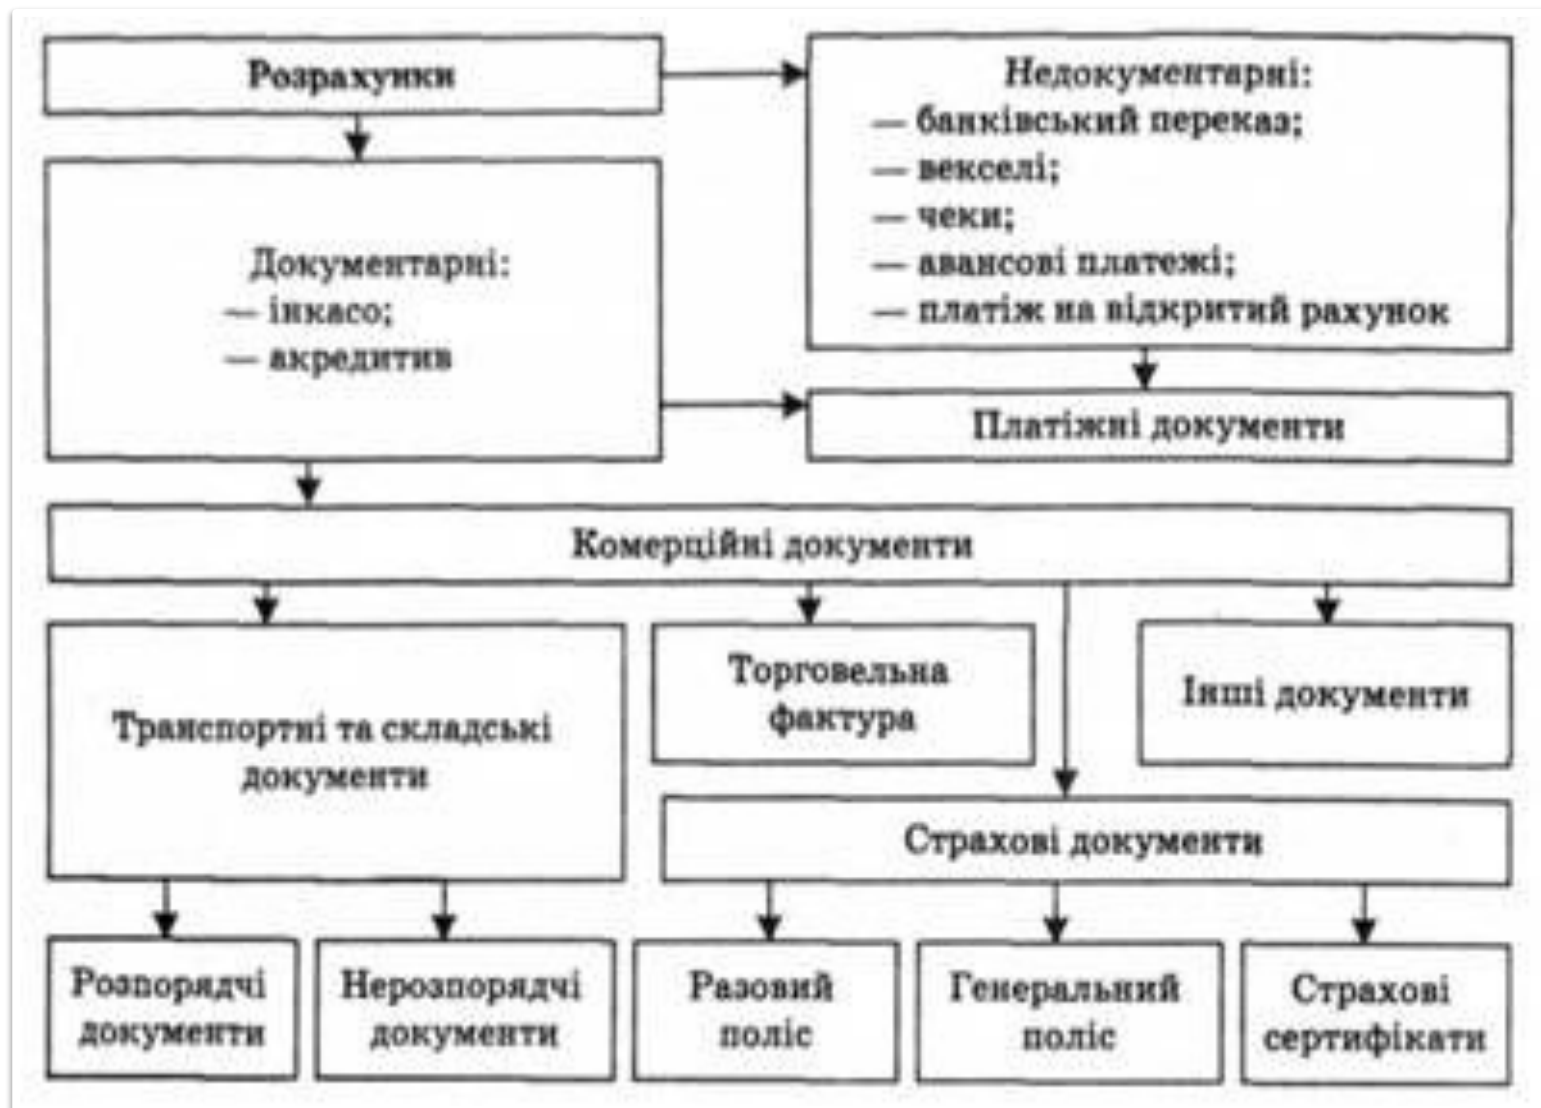 Розрахунки
Недокументарні:
— банківський переказ;
— векселі;
— чеки;
— авансові платежі;
— платіж на відкритий рахунок
Документарні:
— інкасо;
— акредитив
Платіжні документи
Комерційні документи
Транспортні та складські
документи
Торговельна
фактура
Інші документи
Страхові документи
Розпорядчі
документи
Нерозпорядчі
документи
Разовий
поліс
Генеральний
поліс
Страхові
сертифікати